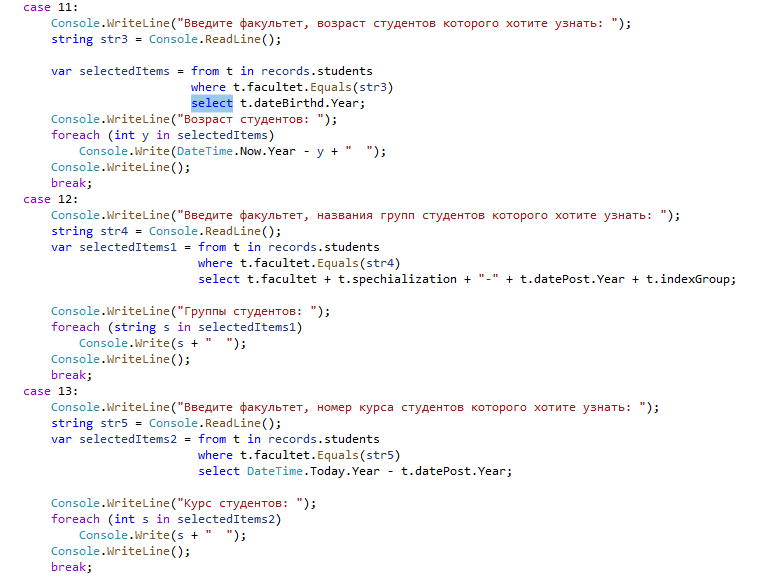 case 11:
Console.WriteLine("Введите факультет, возраст студентов которого хотите узнать: ");
string str3 = Console.ReadLine();
var selectedItems = from t in records.students
where t.facultet.Equals(str3)
select t.dateBirthd.Year;
Console.WriteLine("Возраст студентов: ");
foreach (int y in selectedItems)
Console.Write(DateTime.Now.Year - y + "  ");
Console.WriteLine();
break;
case 12:
Console.WriteLine("Введите факультет, названия групп студентов которого хотите узнать: ");
string str4 = Console.ReadLine();
var selectedItems1 = from t in records.students
where t.facultet.Equals(str4)
select t.facultet + t.spechialization + "-" + t.datePost.Year + t.indexGroup;
Console.WriteLine("Группы студентов: ");
foreach (string s in selectedItems1)
Console.Write(s + "  ");
Console.WriteLine();
break;
case 13:
Console.WriteLine("Введите факультет, номер курса студентов которого хотите узнать: ");
string str5 = Console.ReadLine();
var selectedItems2 = from t in records.students
where t.facultet.Equals(str5)
select DateTime.Today.Year - t.datePost.Year;
Console.WriteLine("Курс студентов: ");
foreach (int s in selectedItems2)
Console.Write(s + "  ");
Console.WriteLine();
break;